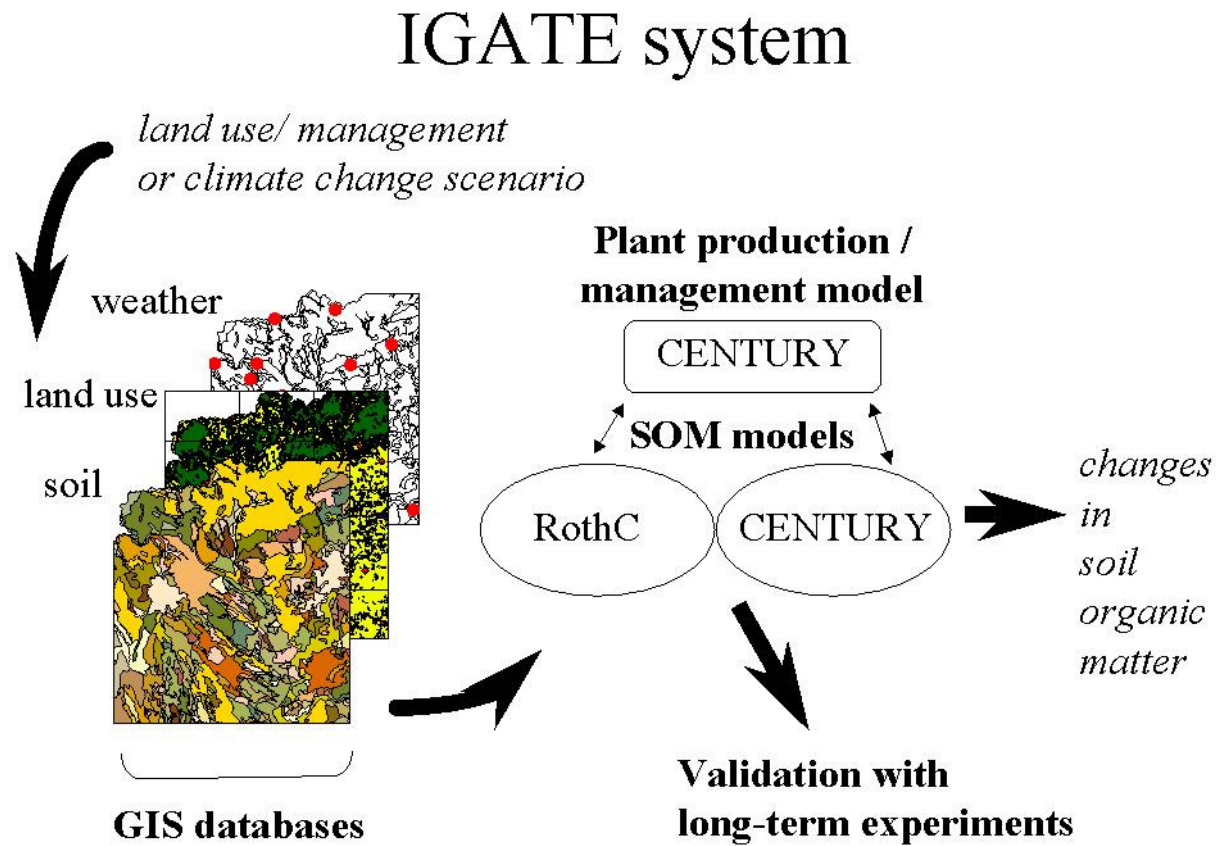 IGATE system
land use/ management
or climate change scenario
weather
land use
soil
GIS databases
Plant production /
management model
CENTURY
SOM models
RothC
CENTURY
changes
in
soil
organic
matter
Validation with
long-term experiments